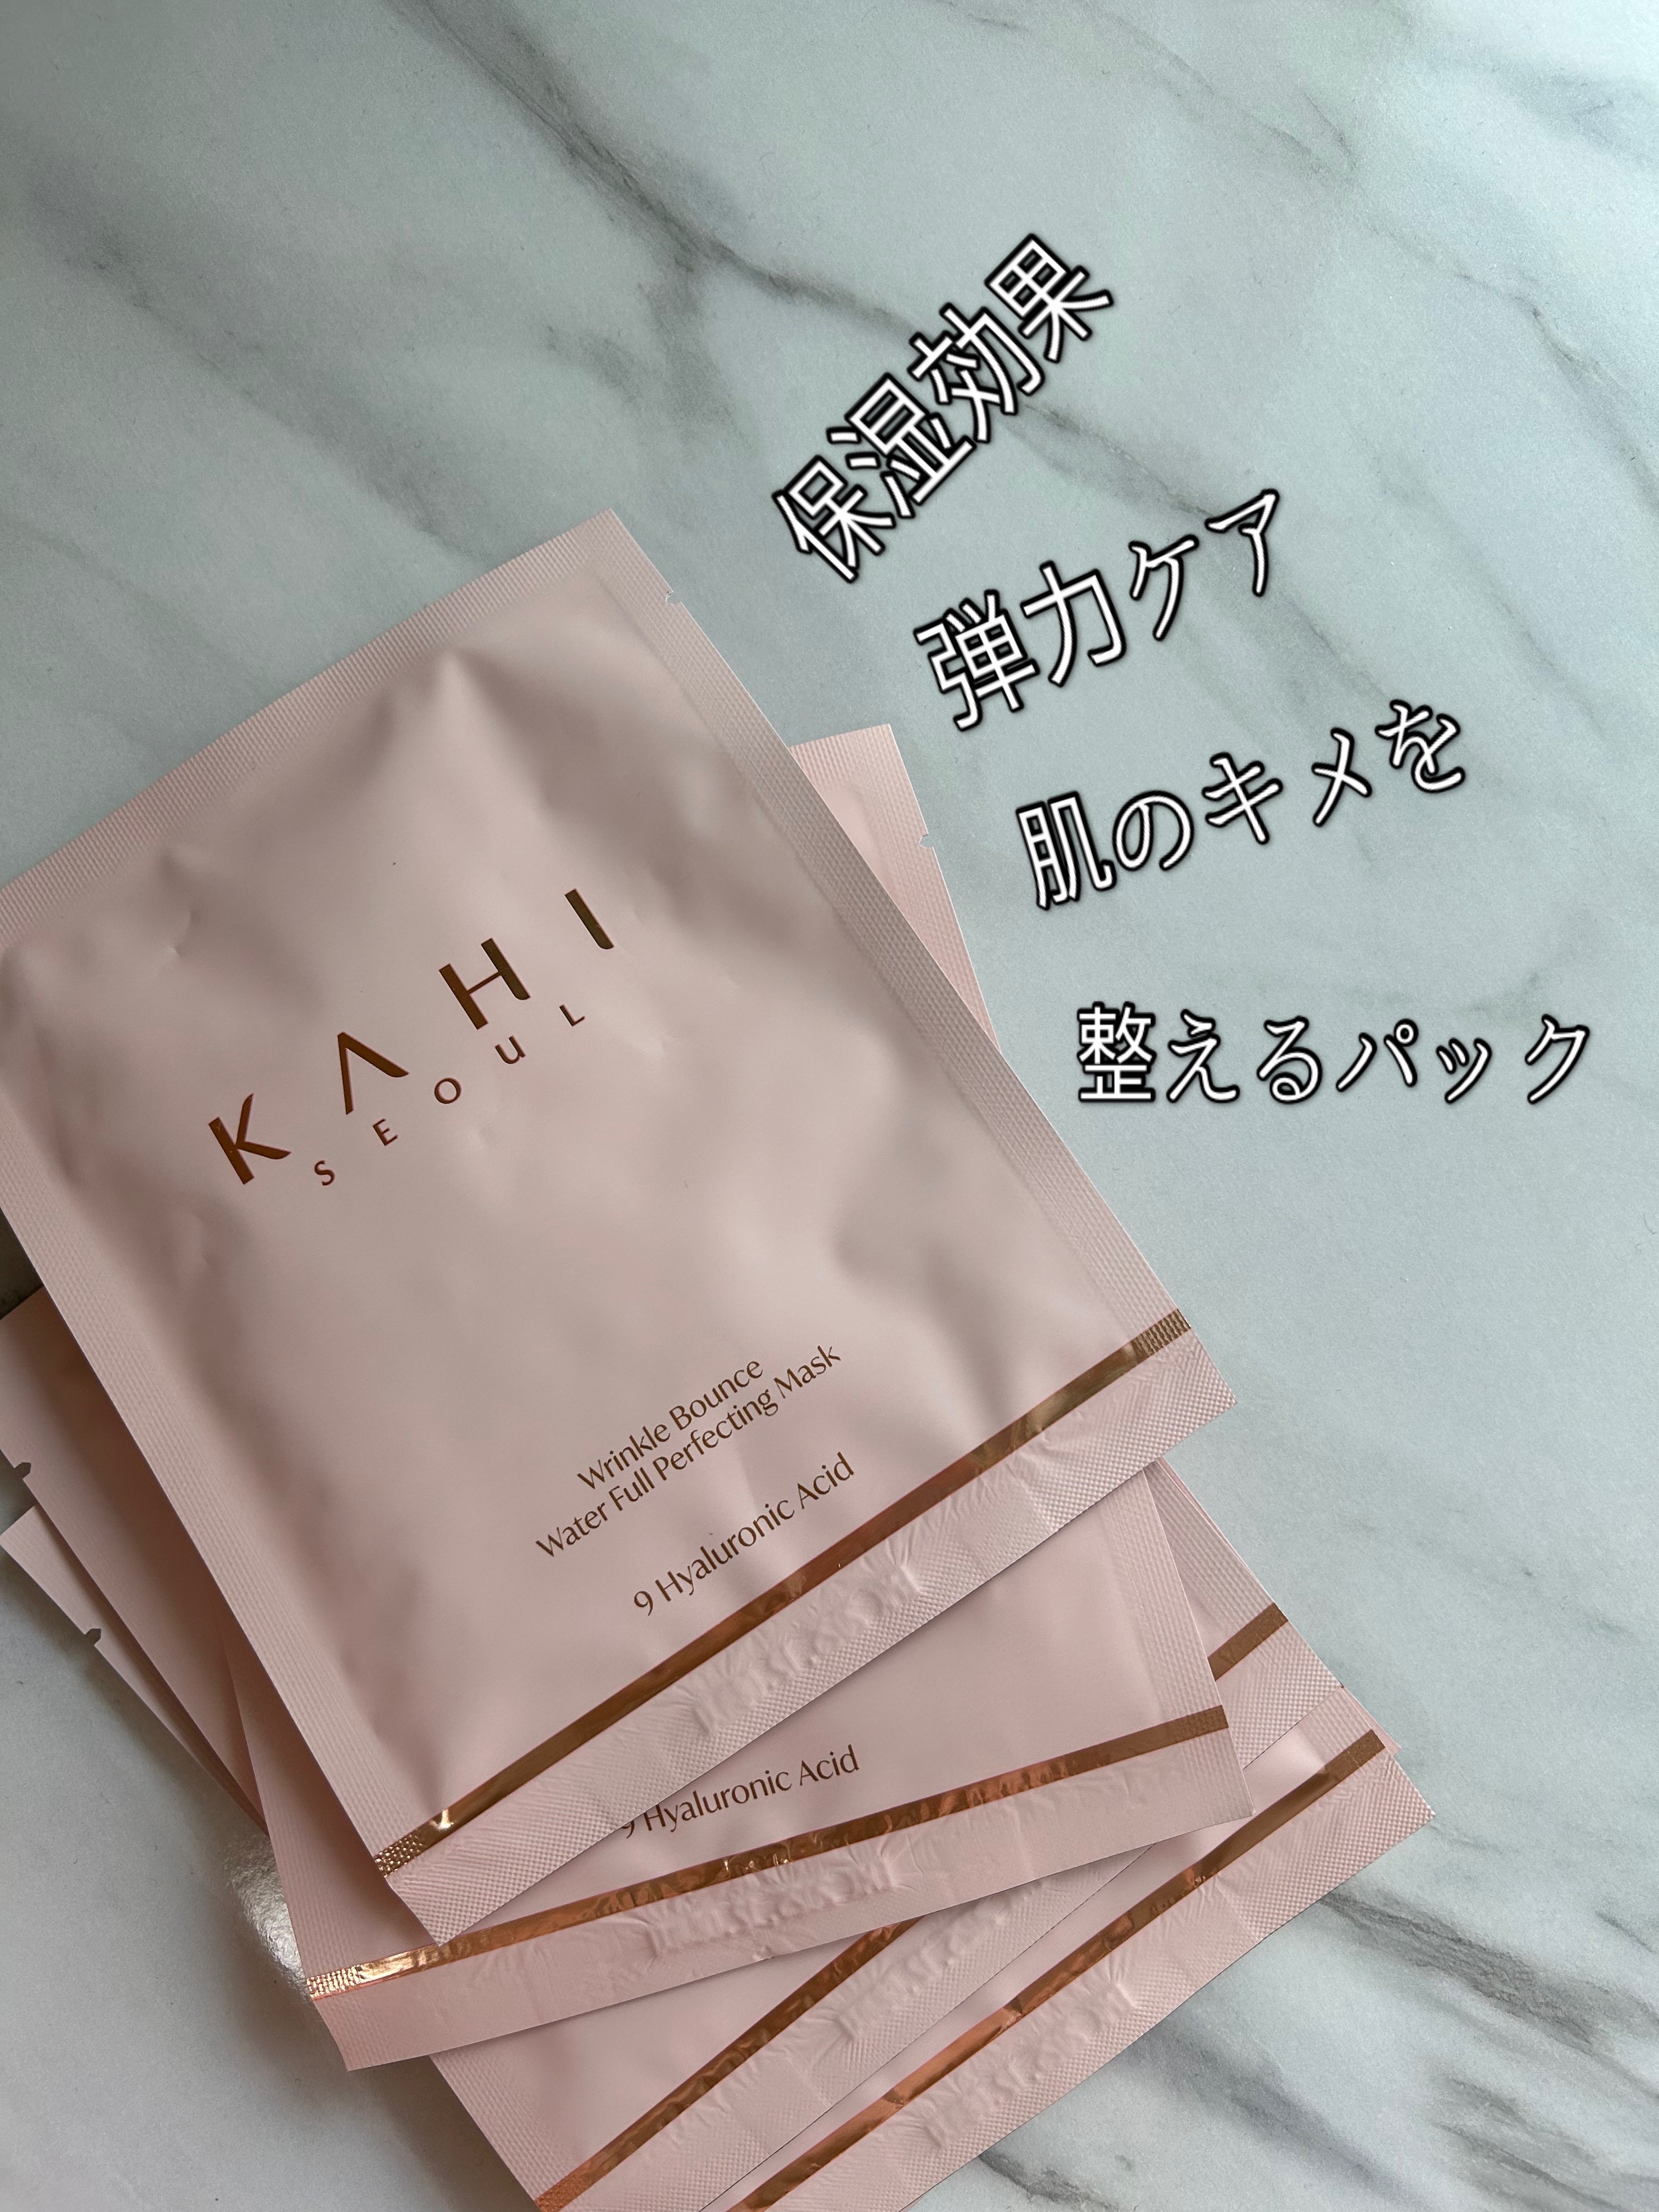 保湿効果
弾力ケア
肌のキメを
整えるパック
KAHI
SEOUL
Wrinkle Bounce
Water Full Perfecting Mask
9 Hyaluronic Acid
9 Hyaluronic Acid